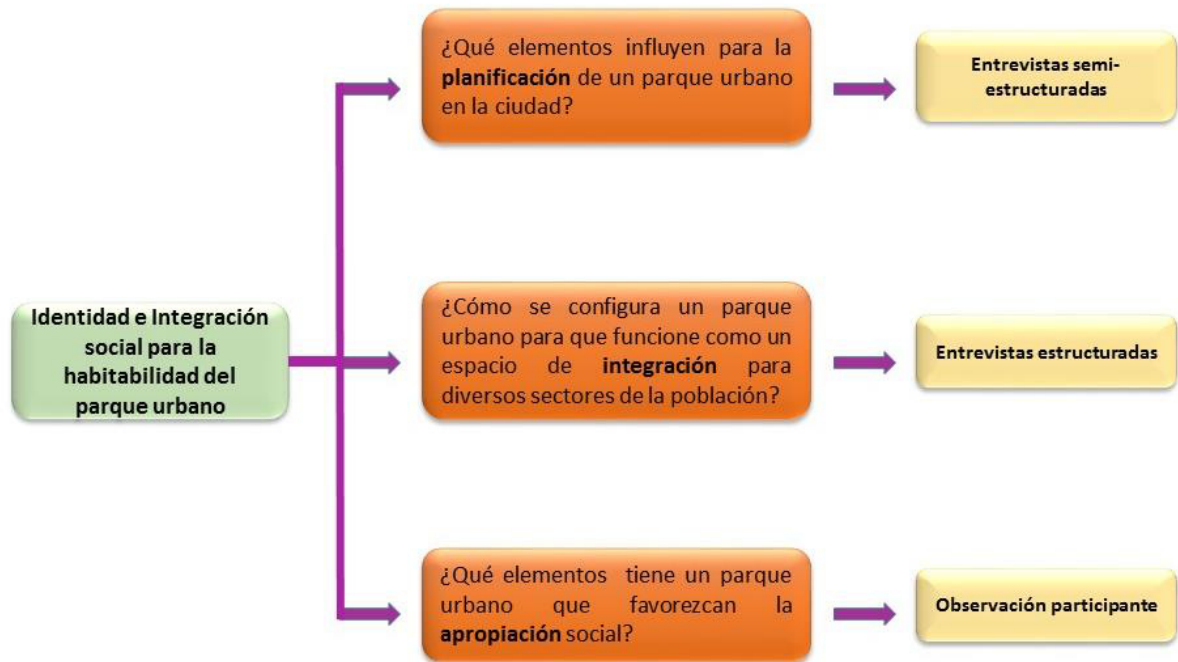 ¿Qué elementos influyen para la
planificación de un parque urbano
en la ciudad?
Entrevistas semi-
estructuradas
Identidad e Integración
social para la
habitabilidad del
parque urbano
¿Cómo se configura un parque
urbano para que funcione como un
espacio de integración para
diversos sectores de la población?
Entrevistas estructuradas
¿Qué elementos tiene un parque
urbano que favorezcan la
apropiación social?
Observación participante